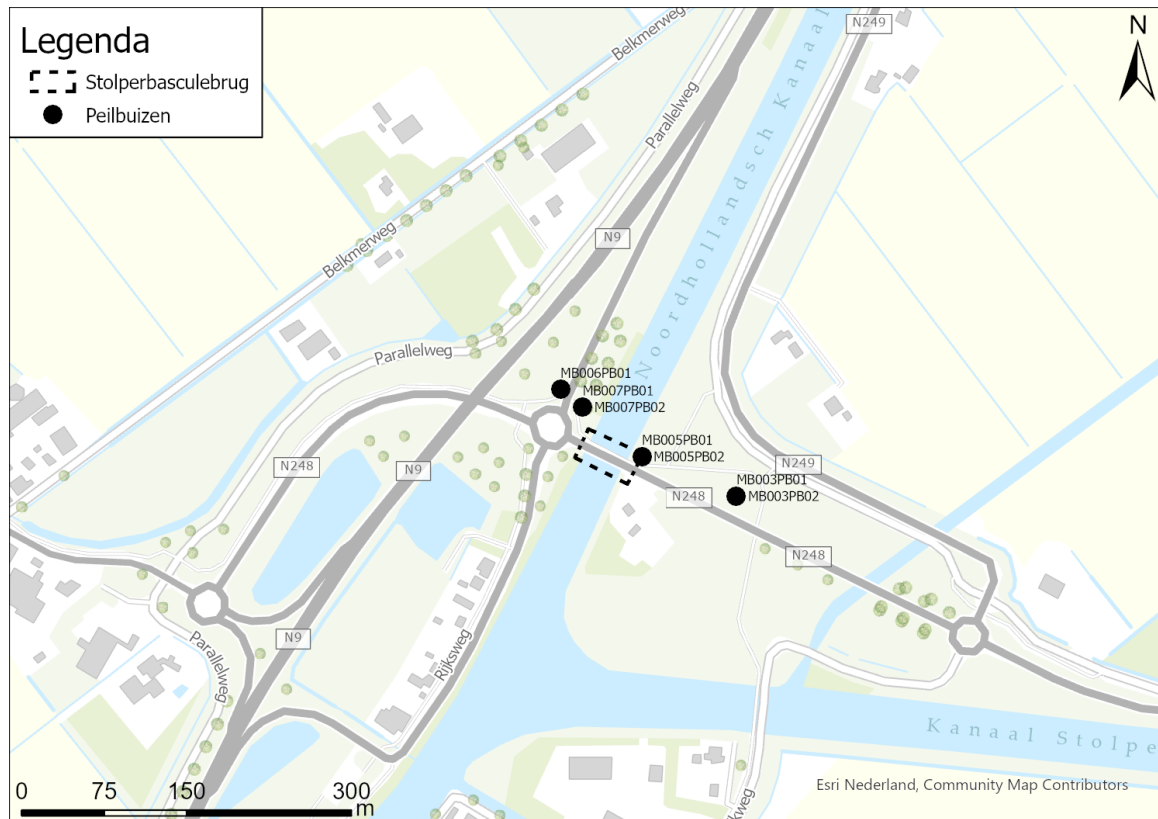 Legenda
Stolperbasculebrug
Peilbuizen
Belkmerweg
N249
N
Parallelweg
Noordhollandsch Kanaal
N9
Belkmerweg
Parallelweg
MB006PB01
MB007PB01
MB007PB02
MB005PB01
MB005PB02
N249
MB003PB01
MB003PB02
N248
N9
N248
N248
N9
Parallelweg
Rijksweg
Kanaal Stolpe
Esri Nederland, Community Map Contributors
0 75 150 300
m